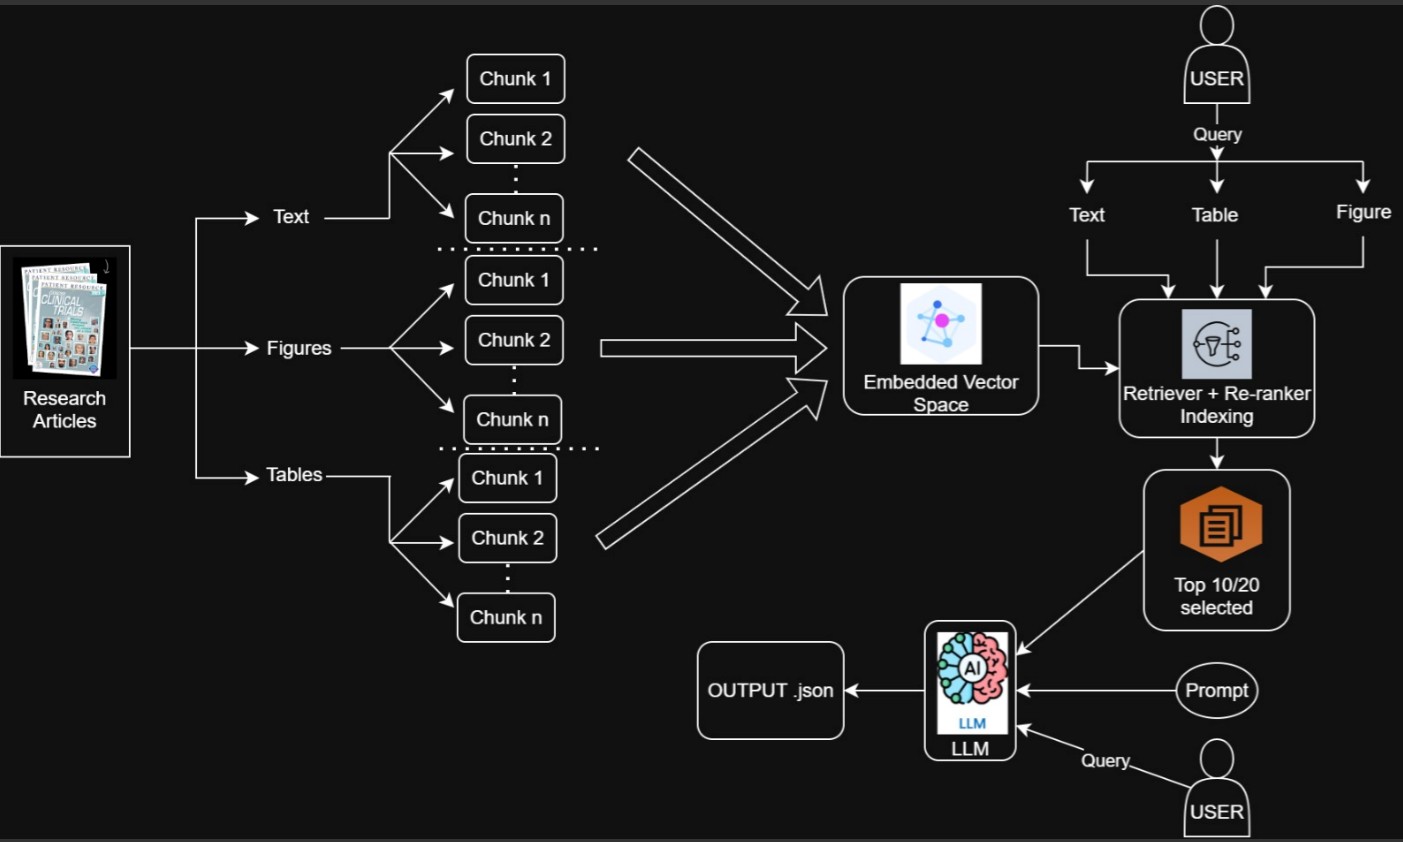 Research
Articles
PATIENT RESOURCE
PATIENT RESOURCE
PATIENT RESOURCE
CLINICAL
TRIALS
Text
Figures
Tables
Chunk 1
Chunk 2
Chunk n
Chunk 1
Chunk 2
Chunk n
Chunk 1
Chunk 2
Chunk n
Embedded Vector
Space
USER
Query
Text
Table
Figure
Retriever + Re-ranker
Indexing
Top 10/20
selected
Prompt
USER
Query
AI
LLM
LLM
OUTPUT .json